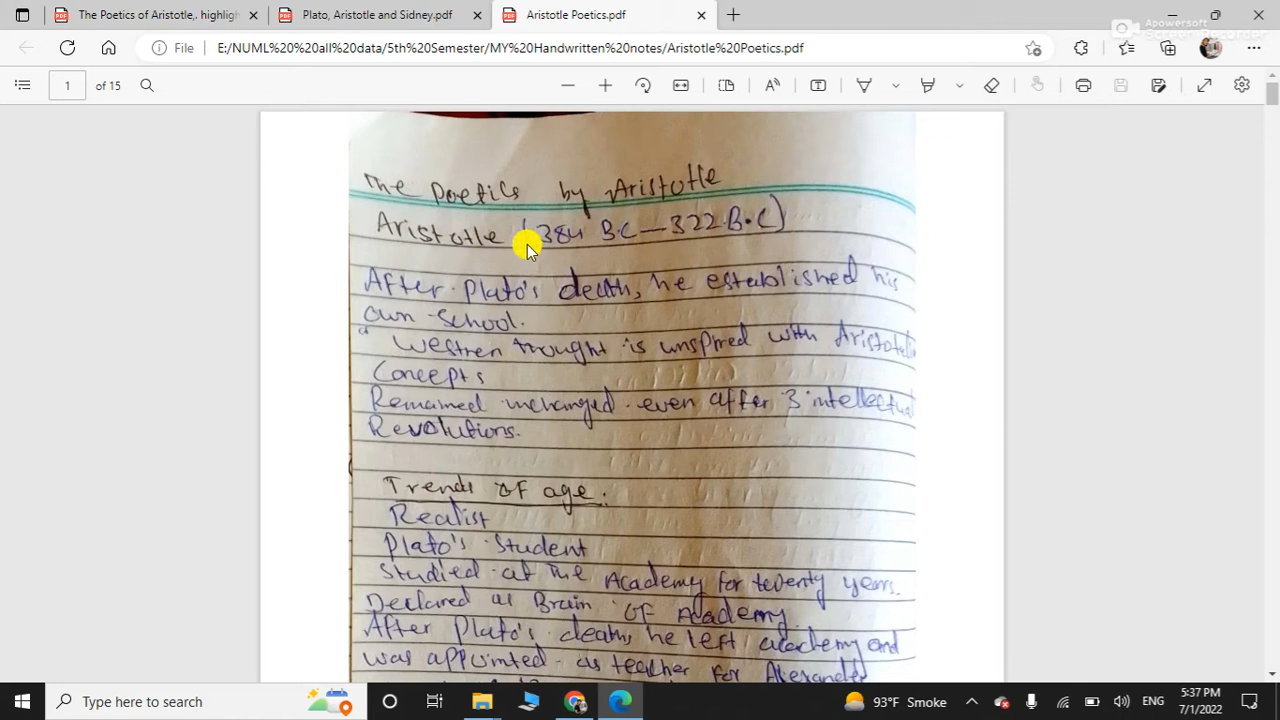 The Poetics of Aristotle,. highligh
Plato, Aristotle and Sidney.pdf
Aristotle Poetics.pdf
Apowersoft
Screen Recorder
File
E:/NUML%20%20all%20data/5th%20Semester/MY%20Handwritten%20notes/Aristotle%20Poetics.pdf
1 of 15
The Poetics by Aristotle
Aristotle (384 B.C — 322 B.C)
After Plato's death, he established his
own school.
" Westren trought is unspired with Aristoteli
Concepts
Remained unchanged even after 3 intellectual
Revolutions.
Trends of age.
Realist
Plato's Student
Studied at the Academy for twenty years.
Declared as Brain of Academy.
After Plato's death, he left academy and
was appointed as teacher for Alexander
Type here to search
93°F Smoke
ENG
5:37 PM
7/1/2022